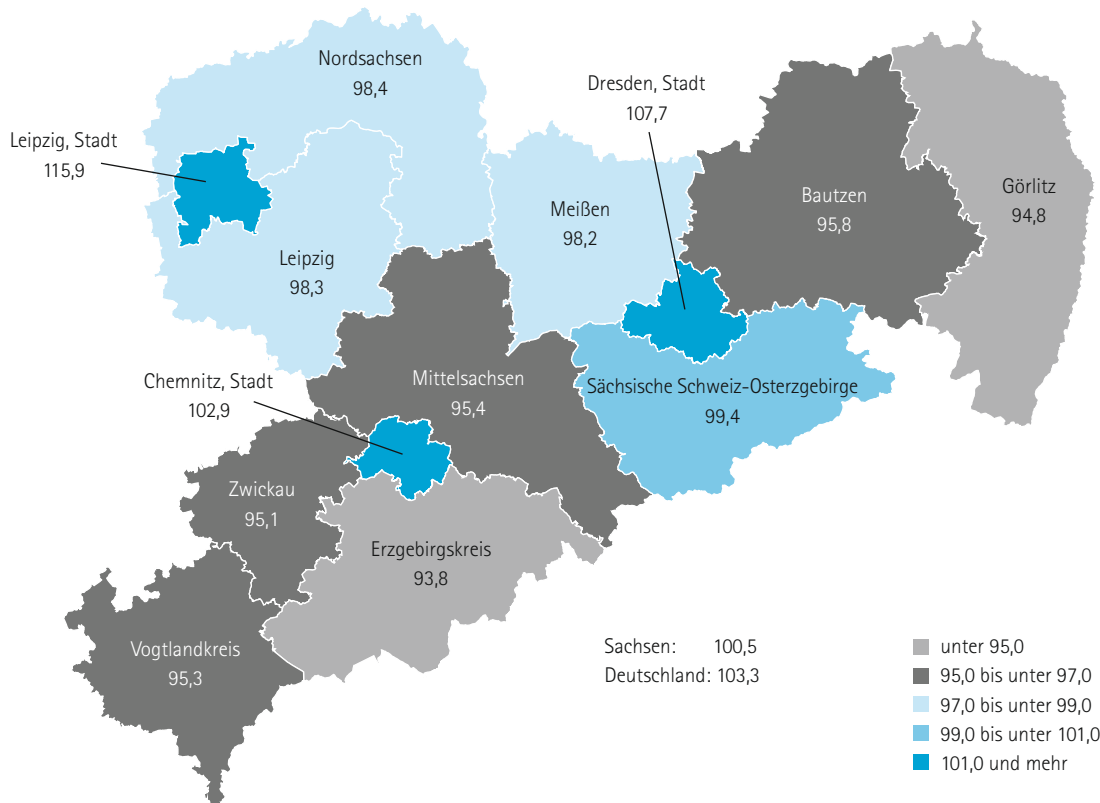 Nordsachsen
98,4
Dresden, Stadt
107,7
Leipzig, Stadt
115,9
Bautzen
95,8
Görlitz
94,8
Meißen
98,2
Leipzig
98,3
Chemnitz, Stadt
102,9
Mittelsachsen
95,4
Sächsische Schweiz-Osterzgebirge
99,4
Zwickau
95,1
Erzgebirgskreis
93,8
Vogtlandkreis
95,3
Sachsen: 100,5
Deutschland: 103,3
unter 95,0
95,0 bis unter 97,0
97,0 bis unter 99,0
99,0 bis unter 101,0
101,0 und mehr